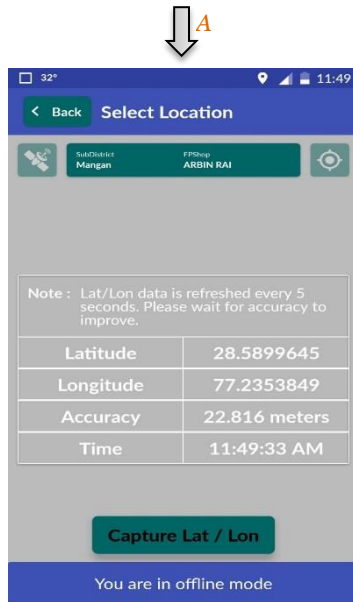 A
32° 11:49
< Back Select Location
SubDistrict FPShop
Mangan ARBIN RAI
Note : Lat/Lon data is refreshed every 5
seconds. Please wait for accuracy to
improve.
Latitude 28.5899645
Longitude 77.2353849
Accuracy 22.816 meters
Time 11:49:33 AM
Capture Lat / Lon
You are in offline mode